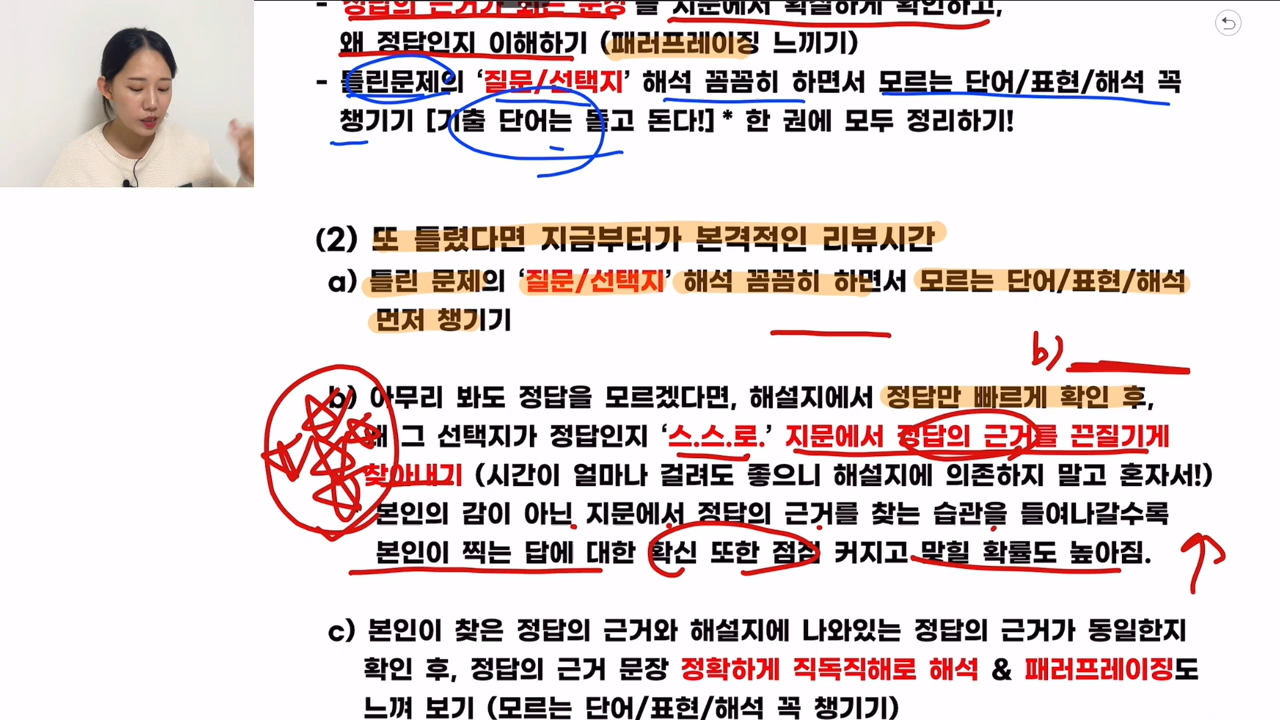 - 정답의 근거가 되는 문장을 지문에서 확실하게 확인하고,
왜 정답인지 이해하기 (패러프레이징 느끼기)
- 틀린문제의 ‘질문/선택지’ 해석 꼼꼼히 하면서 모르는 단어/표현/해석 꼭
챙기기 [기출 단어는 돌고 돈다!] * 한 권에 모두 정리하기!
(2) 또 틀렸다면 지금부터가 본격적인 리뷰시간
a) 틀린 문제의 ‘질문/선택지’ 해석 꼼꼼히 하면서 모르는 단어/표현/해석
먼저 챙기기
b)
b) 아무리 봐도 정답을 모르겠다면, 해설지에서 정답만 빠르게 확인 후,
왜 그 선택지가 정답인지 ‘스.스.로.’ 지문에서 정답의 근거를 끈질기게
찾아내기 (시간이 얼마나 걸려도 좋으니 해설지에 의존하지 말고 혼자서!)
본인의 감이 아닌 지문에서 정답의 근거를 찾는 습관을 들여나갈수록
본인이 찍는 답에 대한 확신 또한 점점 커지고 맞힐 확률도 높아짐.
c) 본인이 찾은 정답의 근거와 해설지에 나와있는 정답의 근거가 동일한지
확인 후, 정답의 근거 문장 정확하게 직독직해로 해석 & 패러프레이징도
느껴 보기 (모르는 단어/표현/해석 꼭 챙기기)